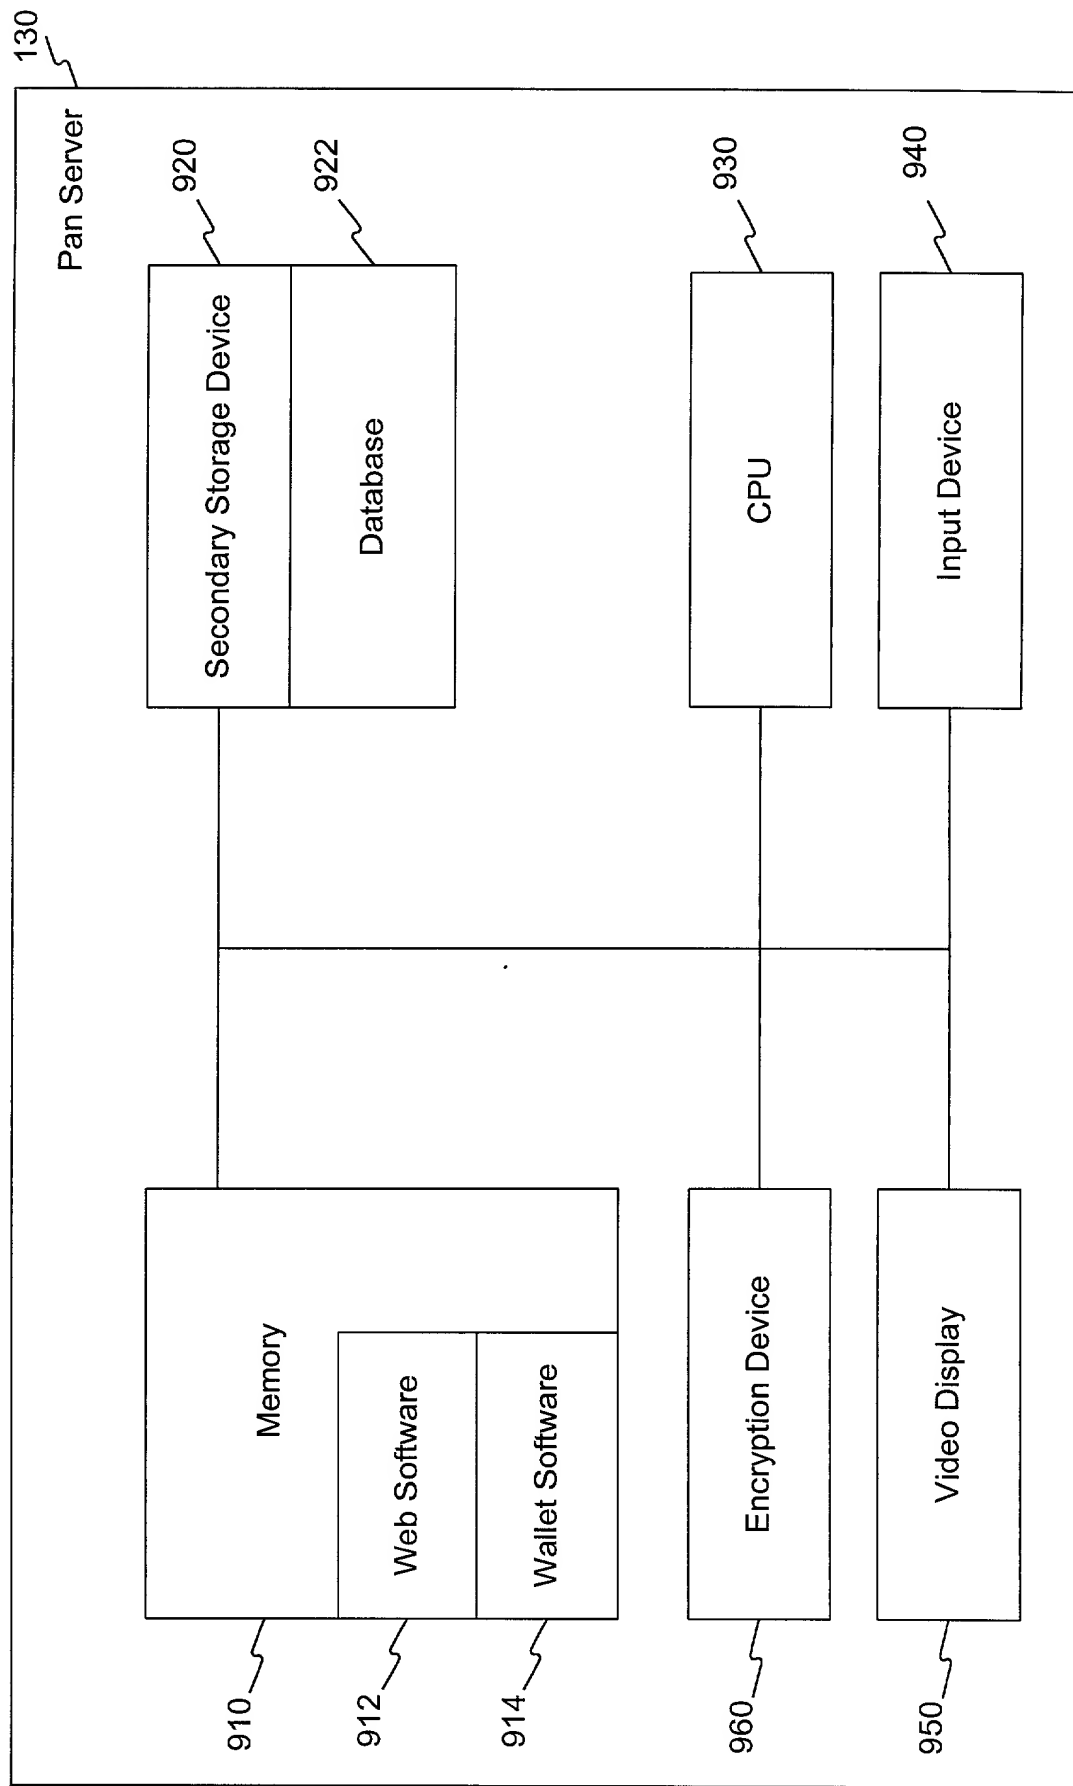 130
Pan Server
910
Memory
912
Web Software
914
Wallet Software
920
Secondary Storage Device
922
Database
960
Encryption Device
930
CPU
950
Video Display
940
Input Device